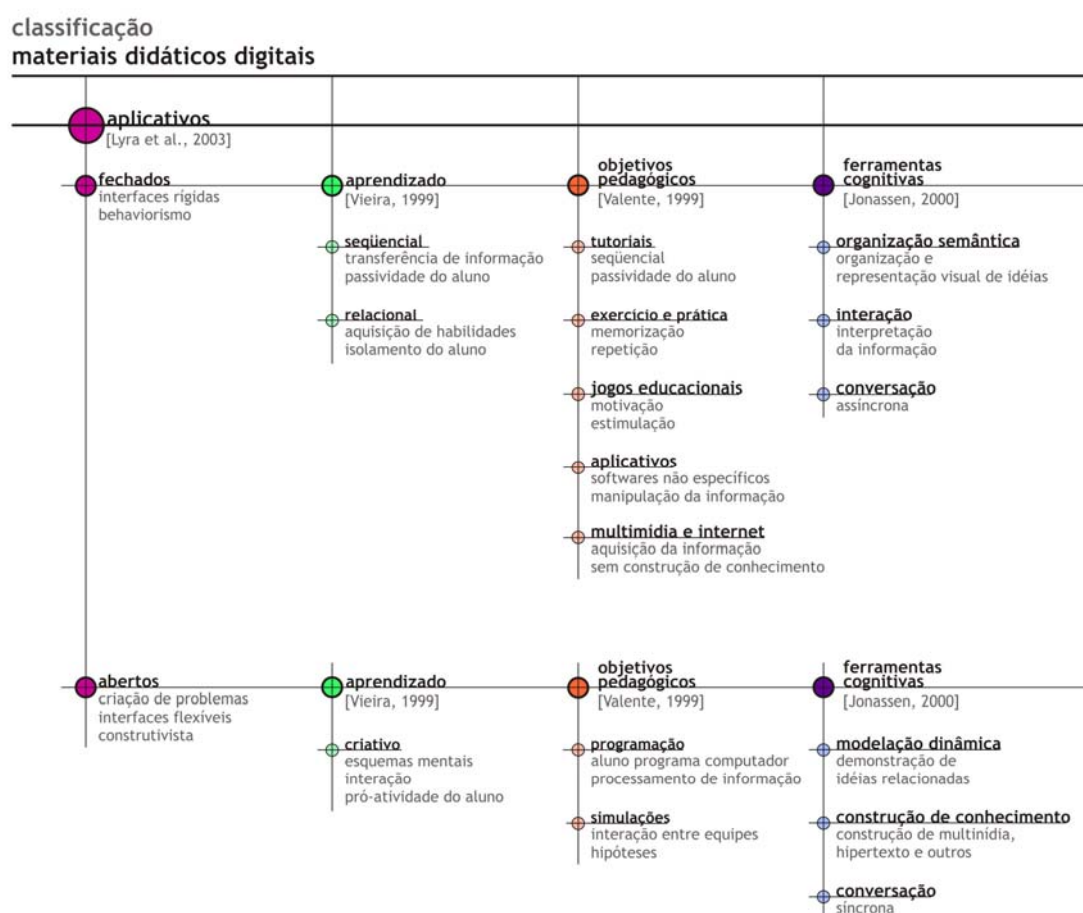 classificação
materiais didáticos digitais
aplicativos
[Lyra et al., 2003]
fechados
interfaces rígidas
behaviorismo
aprendizado
[Vieira, 1999]
seqüencial
transferência de informação
passividade do aluno
relacional
aquisição de habilidades
isolamento do aluno
objetivos
pedagógicos
[Valente, 1999]
tutoriais
seqüencial
passividade do aluno
exercício e prática
memorização
repetição
jogos educacionais
motivação
estimulação
aplicativos
softwares não específicos
manipulação da informação
multimídia e internet
aquisição da informação
sem construção de conhecimento
ferramentas
cognitivas
[Jonassen, 2000]
organização semântica
organização e
representação visual de idéias
interação
interpretação
da informação
conversação
assíncrona
abertos
criação de problemas
interfaces flexíveis
construtivista
aprendizado
[Vieira, 1999]
criativo
esquemas mentais
interação
pró-atividade do aluno
objetivos
pedagógicos
[Valente, 1999]
programação
aluno programa computador
processamento de informação
simulações
interação entre equipes
hipóteses
ferramentas
cognitivas
[Jonassen, 2000]
modelação dinâmica
demonstração de
idéias relacionadas
construção de conhecimento
construção de multinídia,
hipertexto e outros
conversação
síncrona